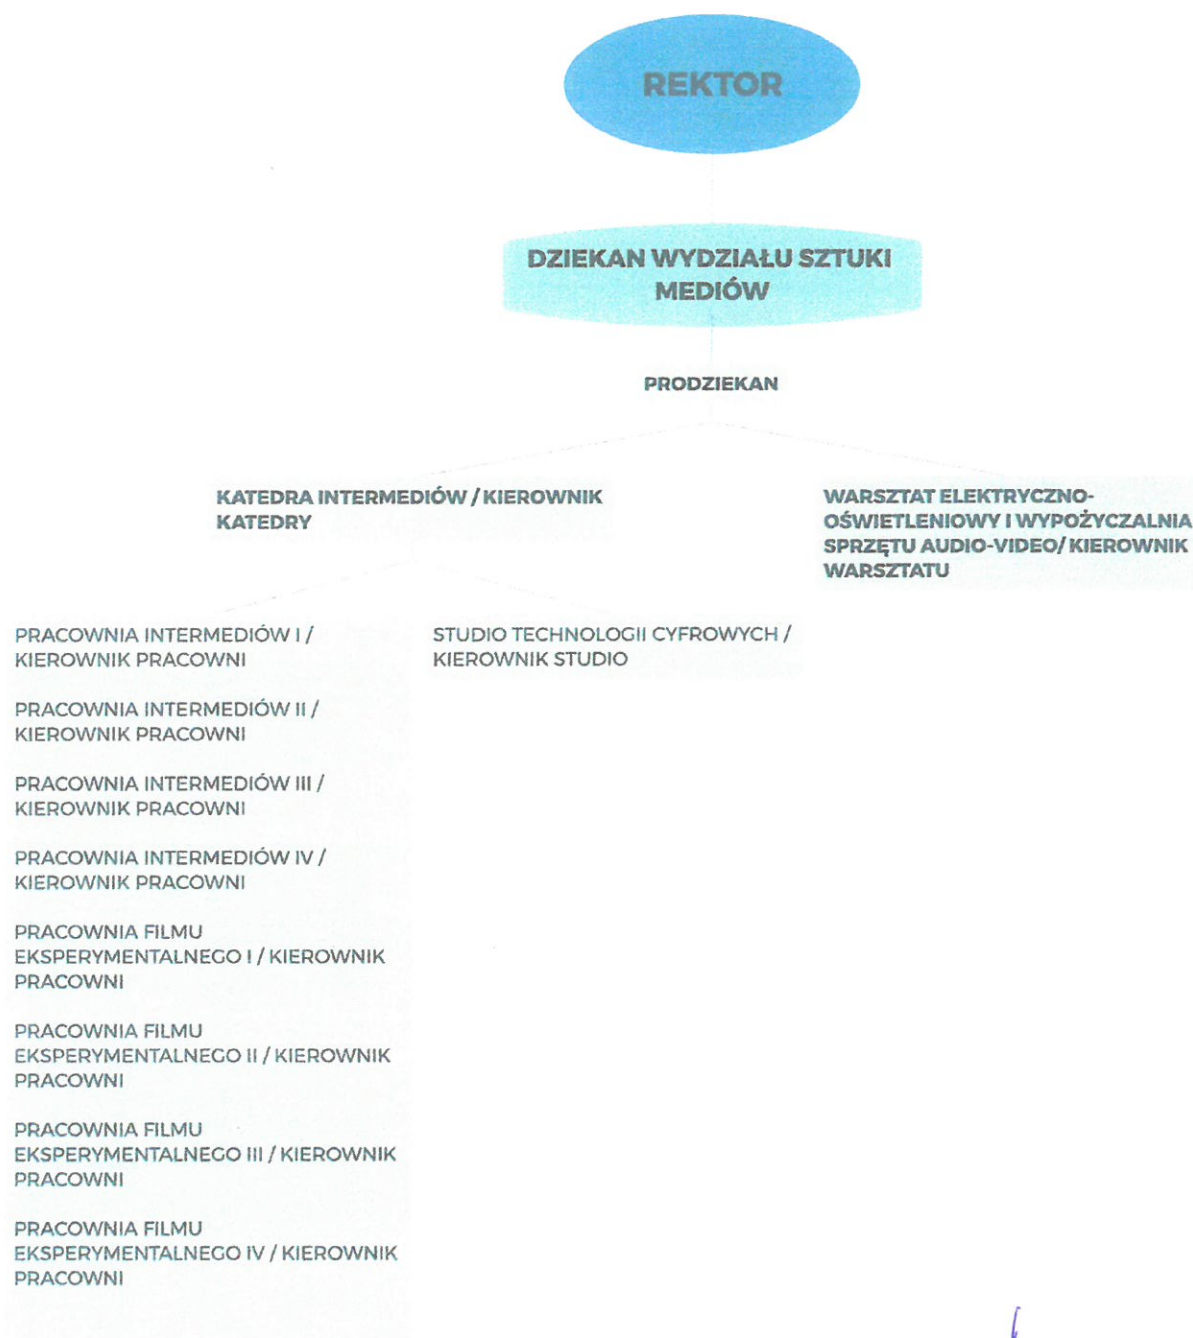 REKTOR
DZIEKAN WYDZIAŁU SZTUKI
MEDIÓW
PRODZIEKAN
KATEDRA INTERMEDIÓW / KIEROWNIK
KATEDRY
WARSZTAT ELEKTRYCZNO-
OŚWIETLENIOWY I WYPOŻYCZALNIA
SPRZĘTU AUDIO-VIDEO/ KIEROWNIK
WARSZTATU
PRACOWNIA INTERMEDIÓW I /
KIEROWNIK PRACOWNI
PRACOWNIA INTERMEDIÓW II /
KIEROWNIK PRACOWNI
PRACOWNIA INTERMEDIÓW III /
KIEROWNIK PRACOWNI
PRACOWNIA INTERMEDIÓW IV /
KIEROWNIK PRACOWNI
PRACOWNIA FILMU
EKSPERYMENTALNEGO I / KIEROWNIK
PRACOWNI
PRACOWNIA FILMU
EKSPERYMENTALNEGO II / KIEROWNIK
PRACOWNI
PRACOWNIA FILMU
EKSPERYMENTALNEGO III / KIEROWNIK
PRACOWNI
PRACOWNIA FILMU
EKSPERYMENTALNEGO IV / KIEROWNIK
PRACOWNI
STUDIO TECHNOLOGII CYFROWYCH /
KIEROWNIK STUDIO